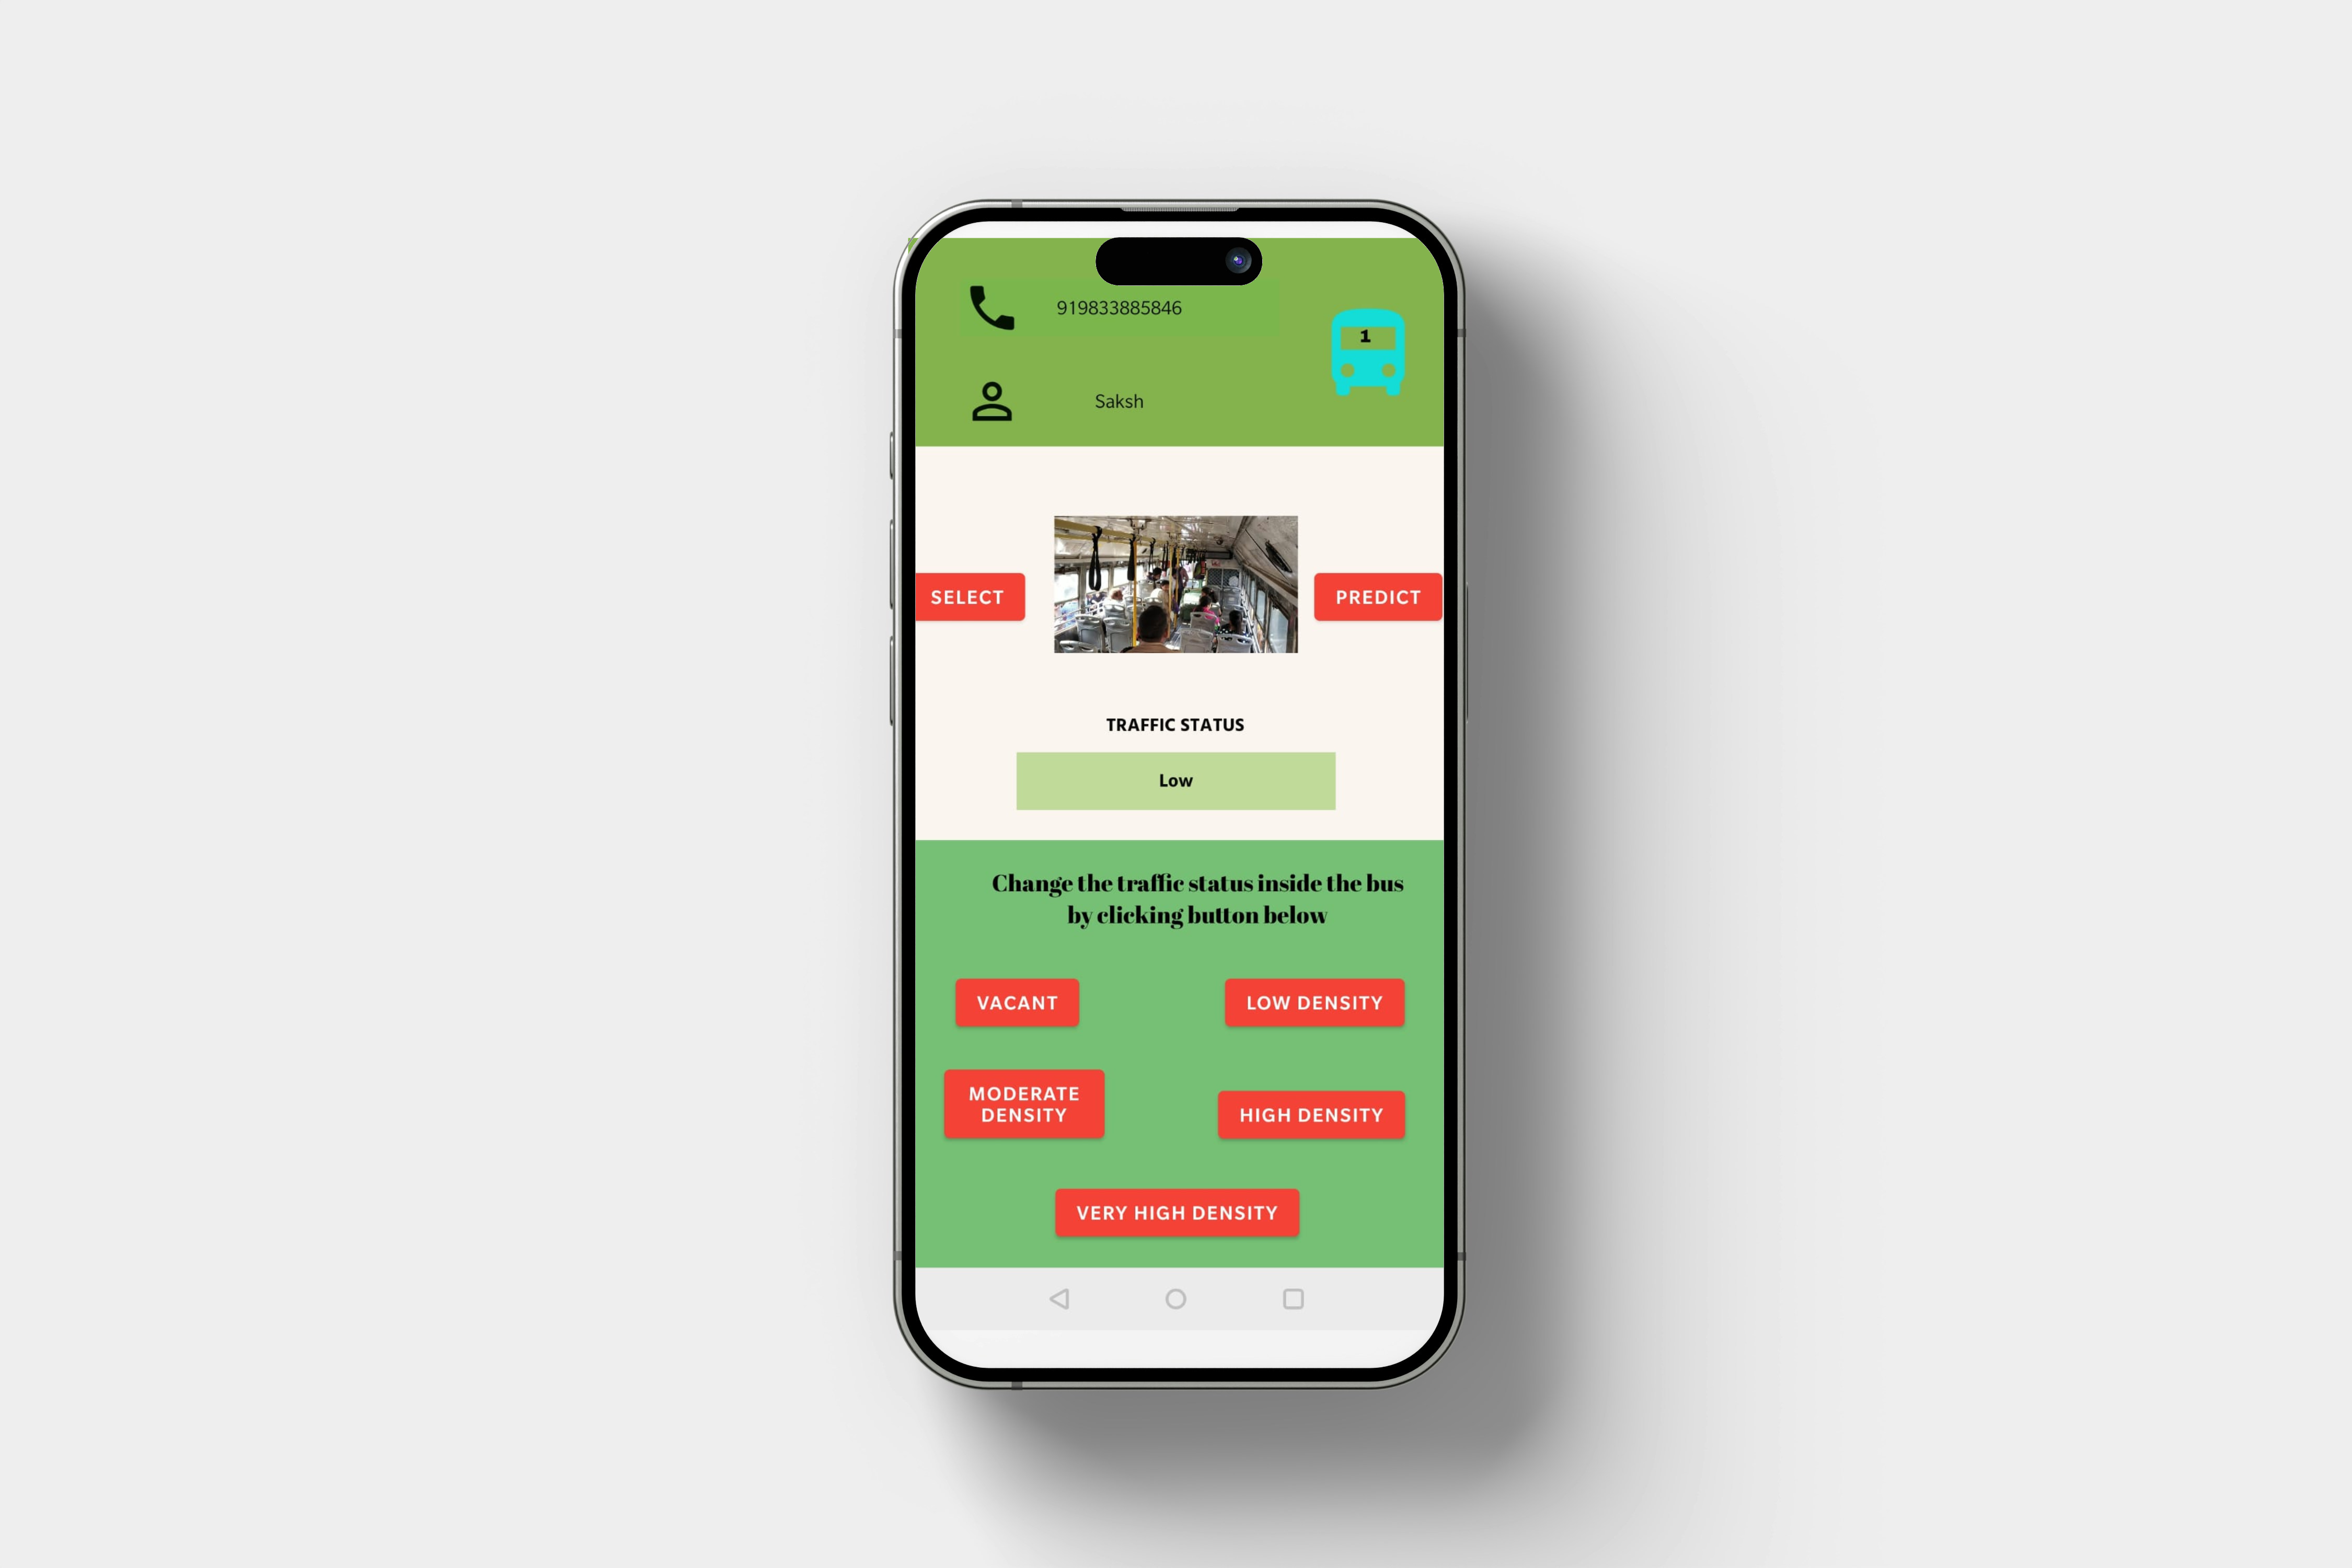 919833885846
1
Saksh
SELECT
PREDICT
TRAFFIC STATUS
Low
Change the traffic status inside the bus
by clicking button below
VACANT
LOW DENSITY
MODERATE
DENSITY
HIGH DENSITY
VERY HIGH DENSITY